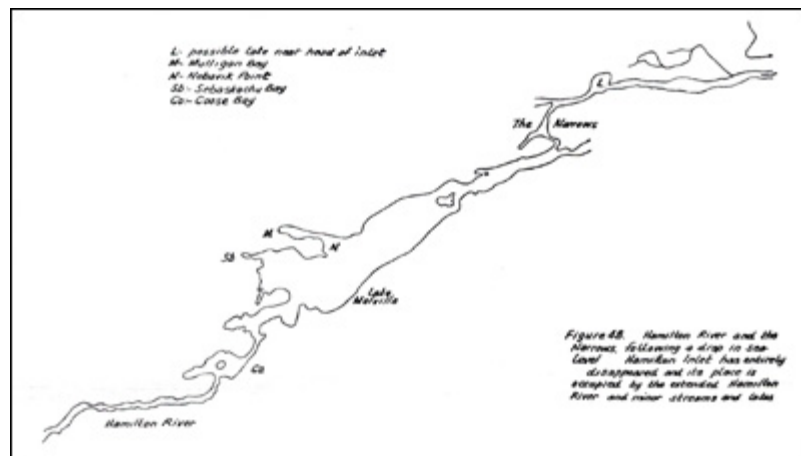 L:- possible lake near head of inlet
M:- Mulligan Bay
N:- Nebavik Point
Sb:- Sebaskachu Bay
Co:- Goose Bay
L
The Narrows
M
N
Sb
Lake
Melville
Co
Hamilton River
Figure 4B. Hamilton River and the
Narrows, following a drop in sea-
level Hamilton Inlet has entirely
disappeared and its place is
occupied by the extended Hamilton
River and minor streams and lakes